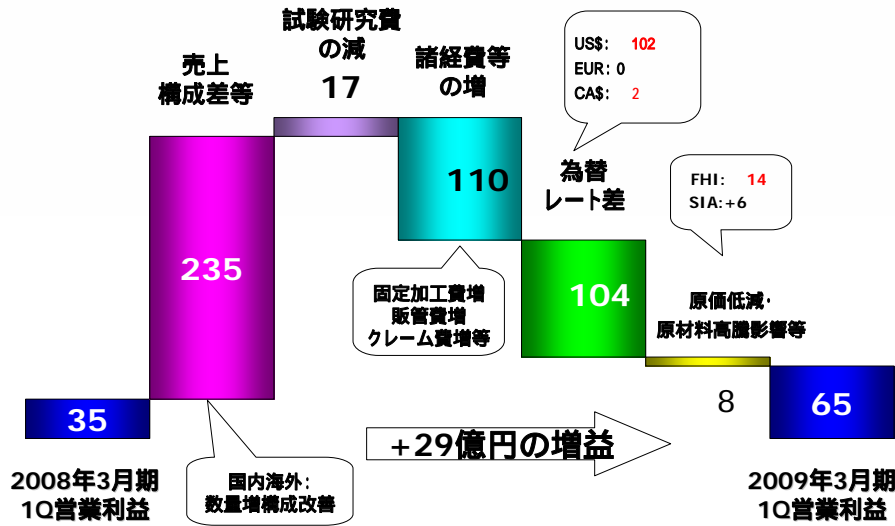 試験研究費
の減
17
売上
構成差等
諸経費等
の増
US$: 102
EUR: 0
CA$: 2
為替
レート差
FHI: 14
SIA:+6
110
235
104
固定加工費増
販管費増
クレーム費増等
原価低減・
原材料高騰影響等
35
8
65
+29億円の増益
2008年3月期
1Q営業利益
国内海外:
数量増構成改善
2009年3月期
1Q営業利益